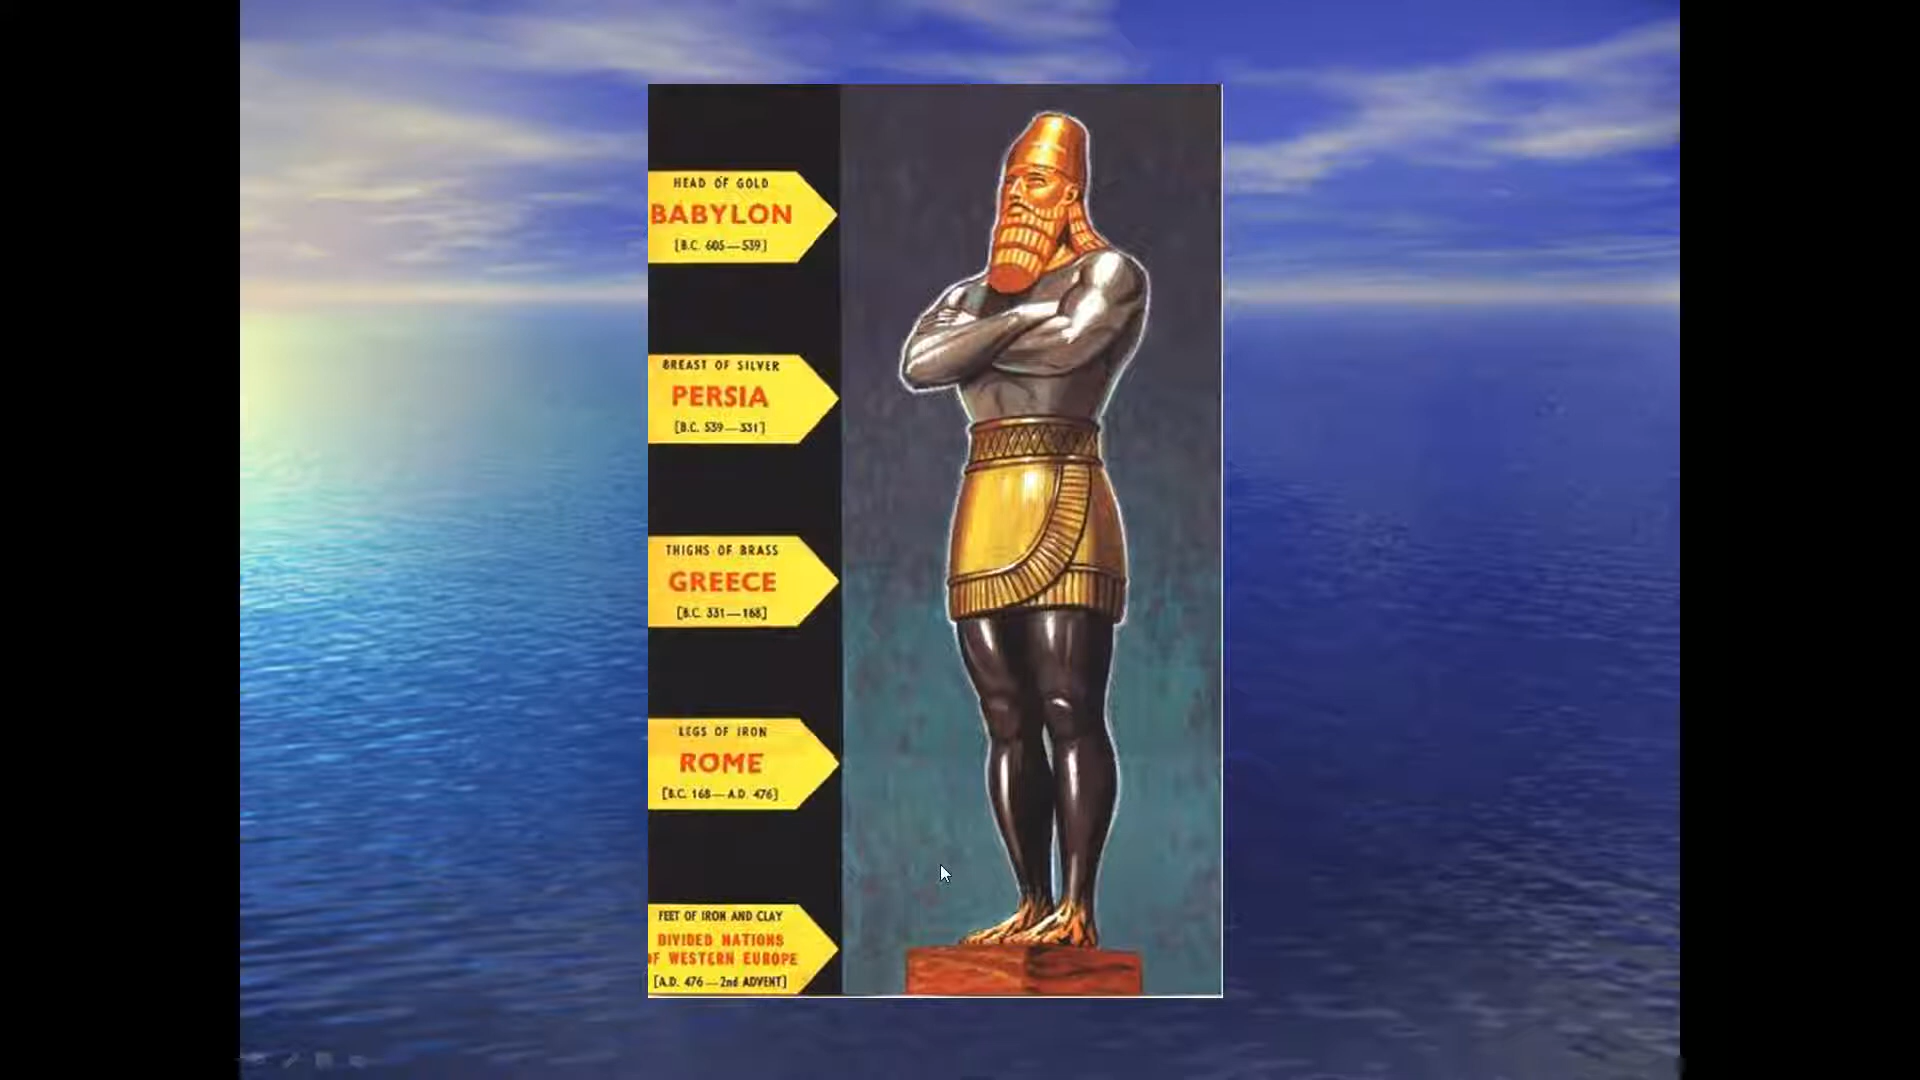 HEAD OF GOLD
BABYLON
[B.C. 605—539]
BREAST OF SILVER
PERSIA
[B.C. 539—331]
THIGHS OF BRASS
GREECE
[B.C. 331—168]
LEGS OF IRON
ROME
[B.C. 168—A.D. 476]
FEET OF IRON AND CLAY
DIVIDED NATIONS
OF WESTERN EUROPE
[A.D. 476—2nd ADVENT]